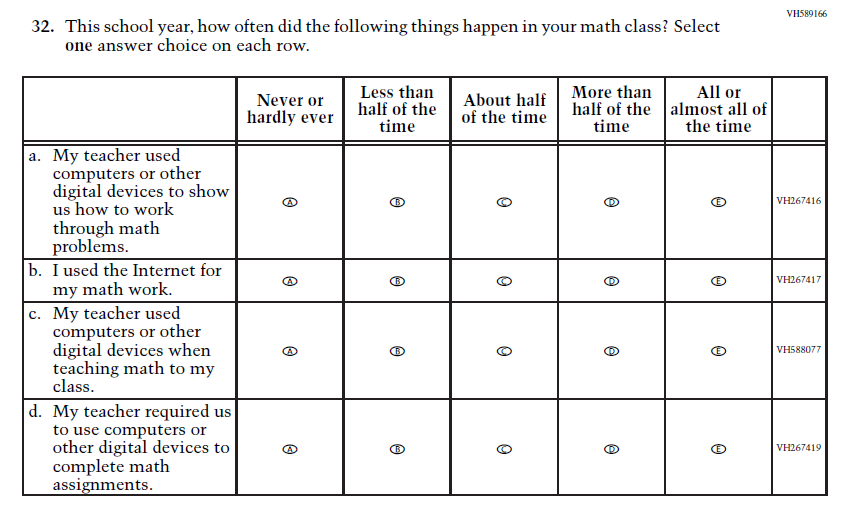 VH589166
32. This school year, how often did the following things happen in your math class? Select
one answer choice on each row.
Never or
hardly ever
Less than
half of the
time
About half
of the time
More than
half of the
time
All or
almost all of
the time
a. My teacher used
computers or other
digital devices to show
us how to work
through math
problems.
A B C D E VH267416
b. I used the Internet for
my math work.
A B C D E VH267417
c. My teacher used
computers or other
digital devices when
teaching math to my
class.
A B C D E VH588077
d. My teacher required us
to use computers or
other digital devices to
complete math
assignments.
A B C D E VH267419